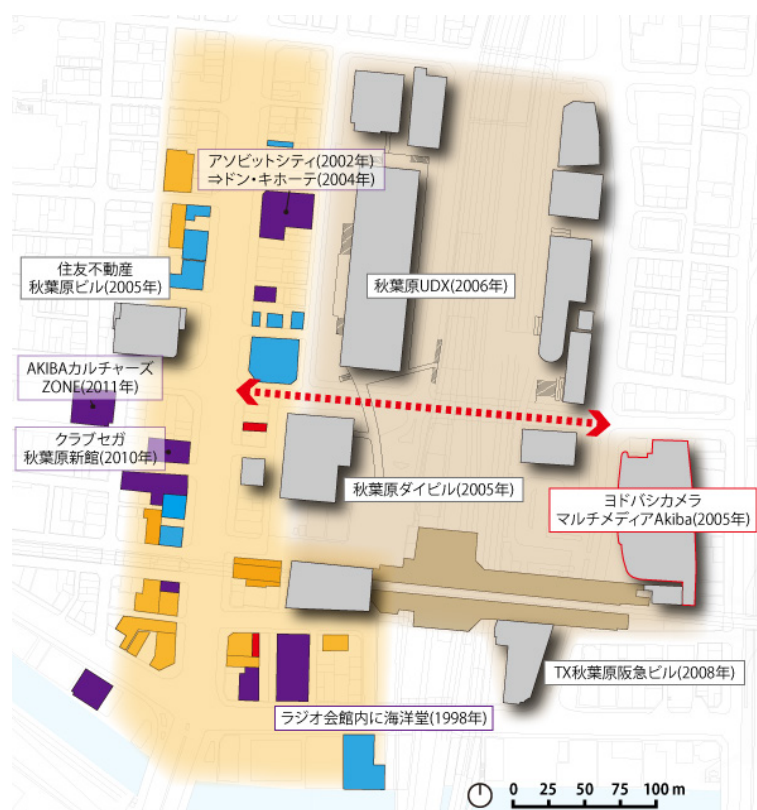 アソビットシティ(2002年)
⇒ドン・キホーテ(2004年)
住友不動産
秋葉原ビル(2005年)
秋葉原UDX(2006年)
AKIBAカルチャーズ
ZONE(2011年)
クラブセガ
秋葉原新館(2010年)
秋葉原ダイビル(2005年)
ヨドバシカメラ
マルチメディアAkiba(2005年)
TX秋葉原阪急ビル(2008年)
ラジオ会館内に海洋堂(1998年)
0 25 50 75 100 m